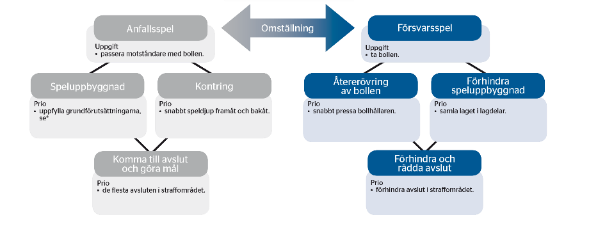 Anfallsspel
Omställning
Försvarsspel
Uppgift
• passera motståndare med bollen.
Uppgift
• ta bollen.
Speluppbyggnad
Kontring
Återerövring
av bollen
Förhindra
speluppbyggnad
Prio
• uppfylla grundförutsättningarna,
se*
Prio
• snabbt speldjup framåt och bakåt.
Prio
• snabbt pressa bollhållaren.
Prio
• samla laget i lagdelar.
Komma till avslut
och göra mål
Förhindra och
rädda avslut
Prio
• de flesta avsluten i straffområdet.
Prio
• förhindra avslut i straffområdet.